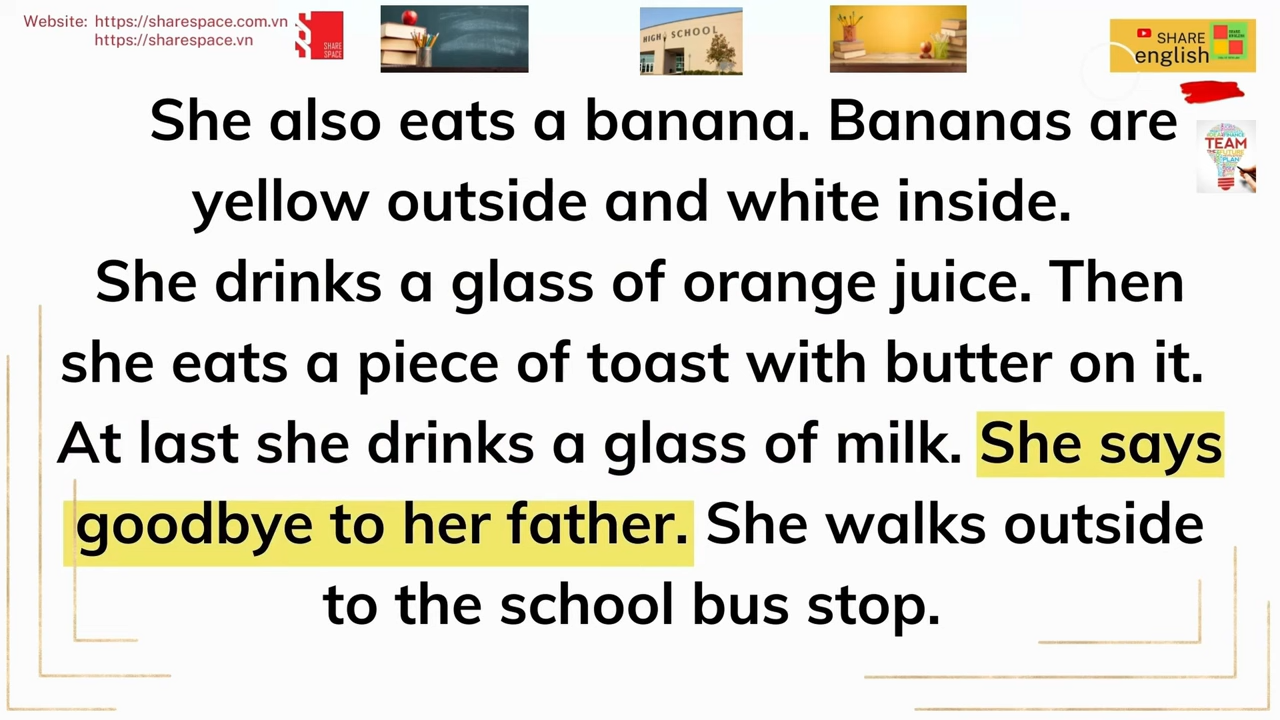 Website: https://sharespace.com.vn
https://sharespace.vn
SHARE
SPACE
HIGH SCHOOL
SHARE
english
TEAM
PLAN
She also eats a banana. Bananas are
yellow outside and white inside.
She drinks a glass of orange juice. Then
she eats a piece of toast with butter on it.
At last she drinks a glass of milk. She says
goodbye to her father. She walks outside
to the school bus stop.